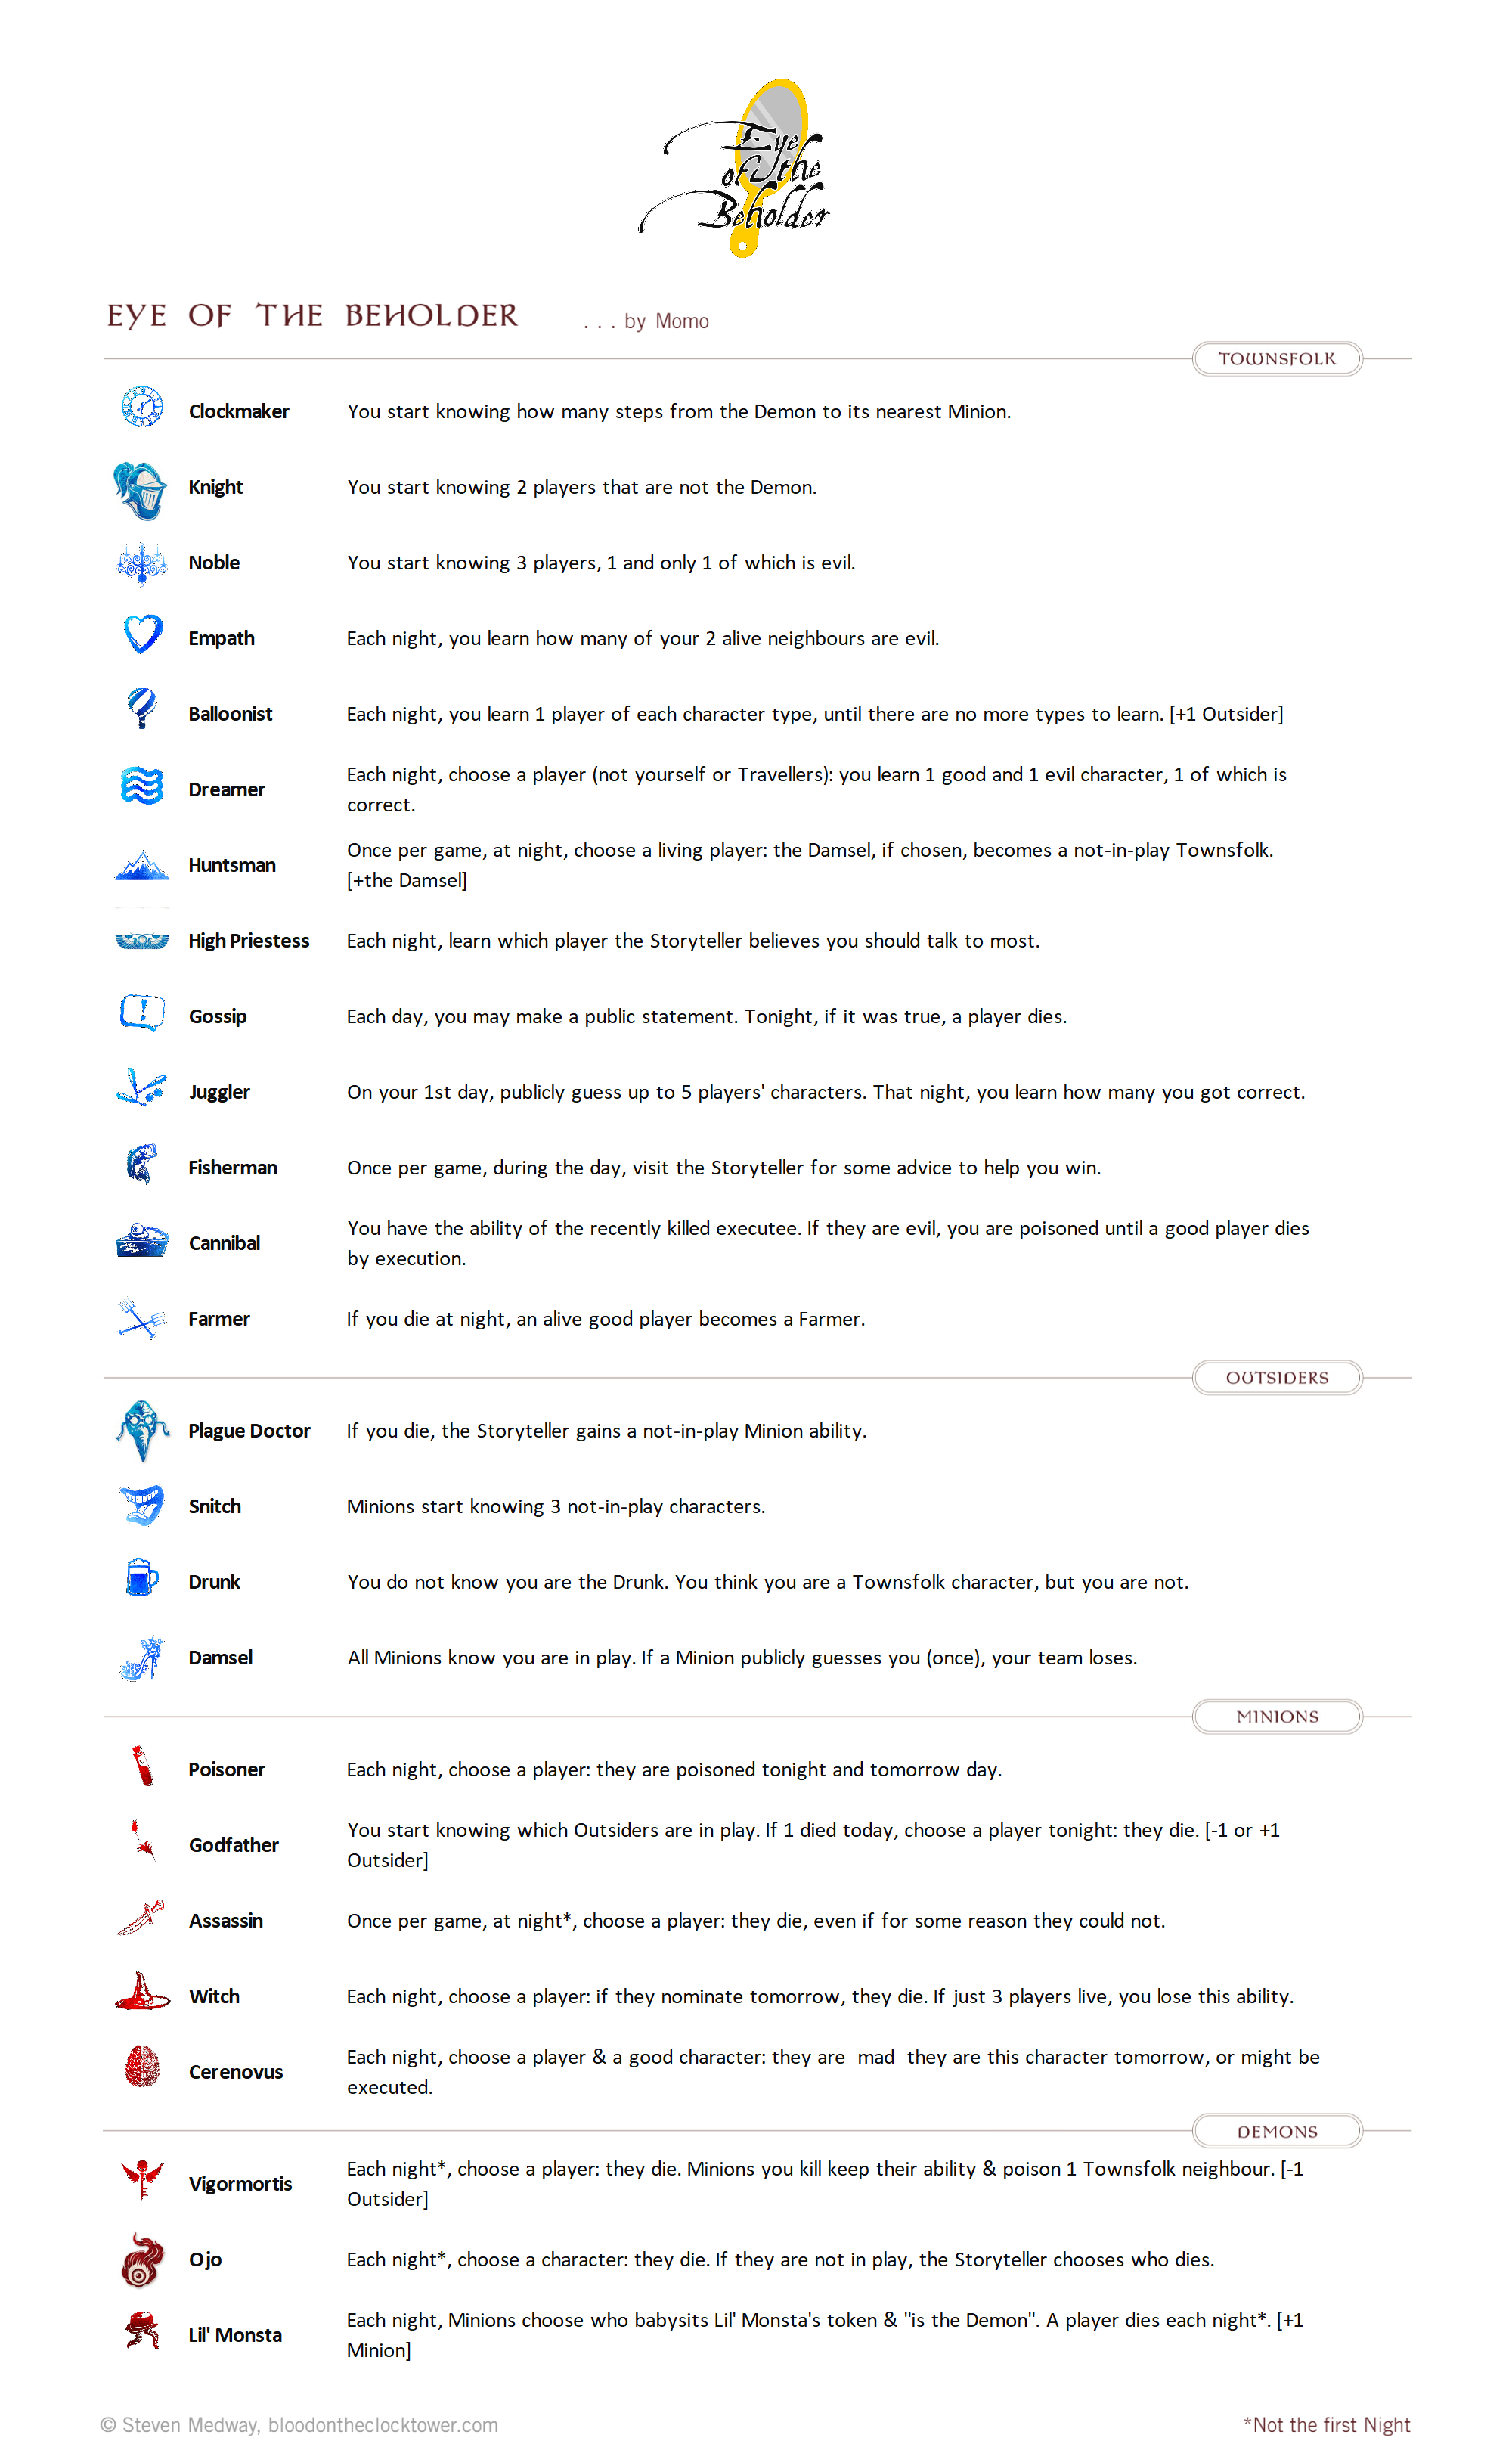 Eye
of the
Beholder
EYE OF THE BEHOLDER . . . by Momo
TOWNSFOLK
Clockmaker You start knowing how many steps from the Demon to its nearest Minion.
Knight You start knowing 2 players that are not the Demon.
Noble You start knowing 3 players, 1 and only 1 of which is evil.
Empath Each night, you learn how many of your 2 alive neighbours are evil.
Balloonist Each night, you learn 1 player of each character type, until there are no more types to learn. [+1 Outsider]
Dreamer Each night, choose a player (not yourself or Travellers): you learn 1 good and 1 evil character, 1 of which is
correct.
Huntsman Once per game, at night, choose a living player: the Damsel, if chosen, becomes a not-in-play Townsfolk.
[+the Damsel]
High Priestess Each night, learn which player the Storyteller believes you should talk to most.
Gossip Each day, you may make a public statement. Tonight, if it was true, a player dies.
Juggler On your 1st day, publicly guess up to 5 players' characters. That night, you learn how many you got correct.
Fisherman Once per game, during the day, visit the Storyteller for some advice to help you win.
Cannibal You have the ability of the recently killed executee. If they are evil, you are poisoned until a good player dies
by execution.
Farmer If you die at night, an alive good player becomes a Farmer.
OUTSIDERS
Plague Doctor If you die, the Storyteller gains a not-in-play Minion ability.
Snitch Minions start knowing 3 not-in-play characters.
Drunk You do not know you are the Drunk. You think you are a Townsfolk character, but you are not.
Damsel All Minions know you are in play. If a Minion publicly guesses you (once), your team loses.
MINIONS
Poisoner Each night, choose a player: they are poisoned tonight and tomorrow day.
Godfather You start knowing which Outsiders are in play. If 1 died today, choose a player tonight: they die. [-1 or +1
Outsider]
Assassin Once per game, at night*, choose a player: they die, even if for some reason they could not.
Witch Each night, choose a player: if they nominate tomorrow, they die. If just 3 players live, you lose this ability.
Cerenovus Each night, choose a player & a good character: they are mad they are this character tomorrow, or might be
executed.
DEMONS
Vigormortis Each night*, choose a player: they die. Minions you kill keep their ability & poison 1 Townsfolk neighbour. [-1
Outsider]
Ojo Each night*, choose a character: they die. If they are not in play, the Storyteller chooses who dies.
Lil' Monsta Each night, Minions choose who babysits Lil' Monsta's token & "is the Demon". A player dies each night*. [+1
Minion]
© Steven Medway, bloodontheclocktower.com *Not the first Night